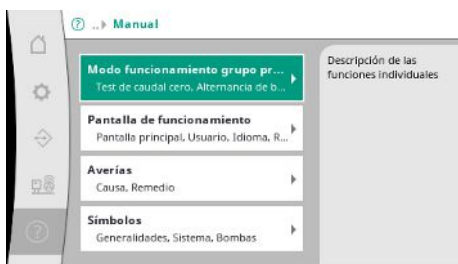 ? ..▸ Manual
Modo funcionamiento grupo pr...
Test de caudal cero, Alternancia de b...
Pantalla de funcionamiento
Pantalla principal, Usuario, Idioma, R...
Averías
Causa, Remedio
Símbolos
Generalidades, Sistema, Bombas
Descripción de las
funciones individuales
?